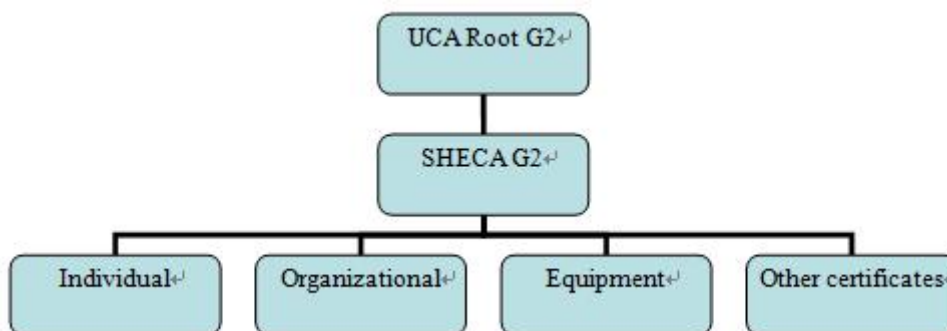 UCA Root G2↵
SHECA G2↵
Individual↵
Organizational↵
Equipment↵
Other certificates↵